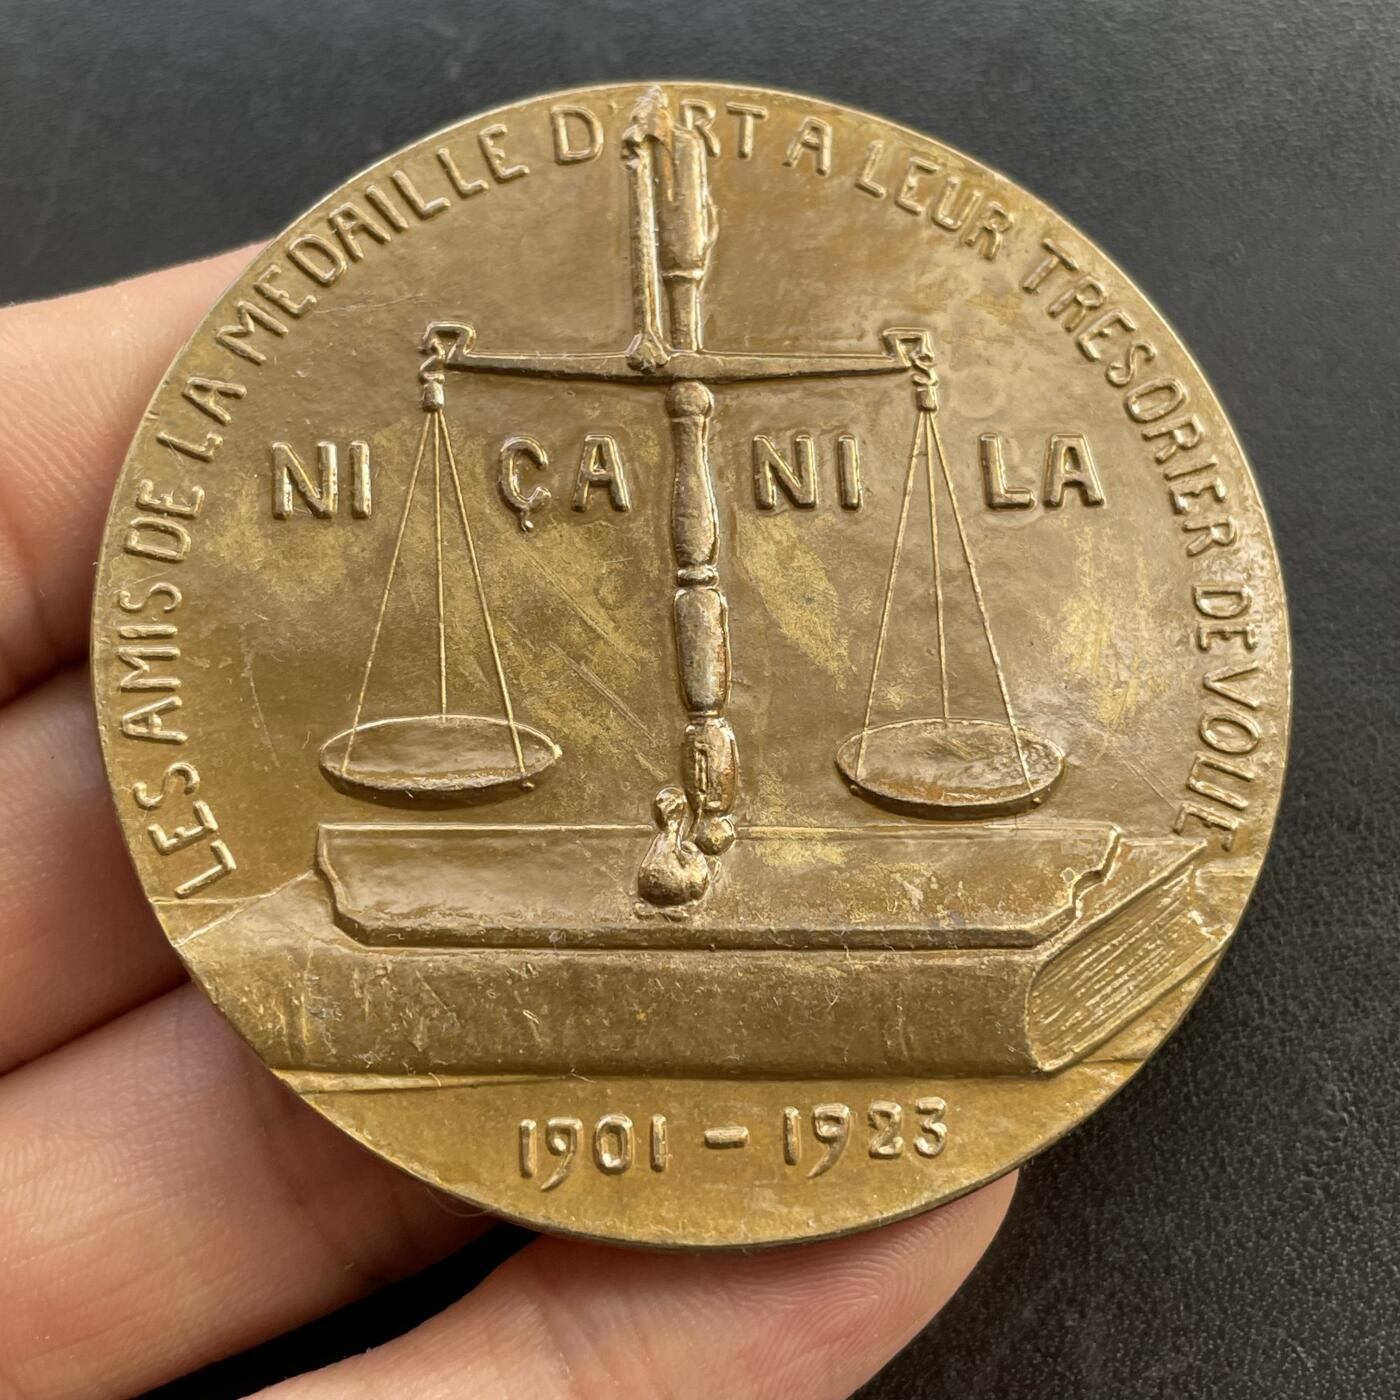 LES AMIS DE LA MEDAILLE D'ART A LEUR TRESORIER DEVOUE
NI ÇA NI LA
1901 - 1923